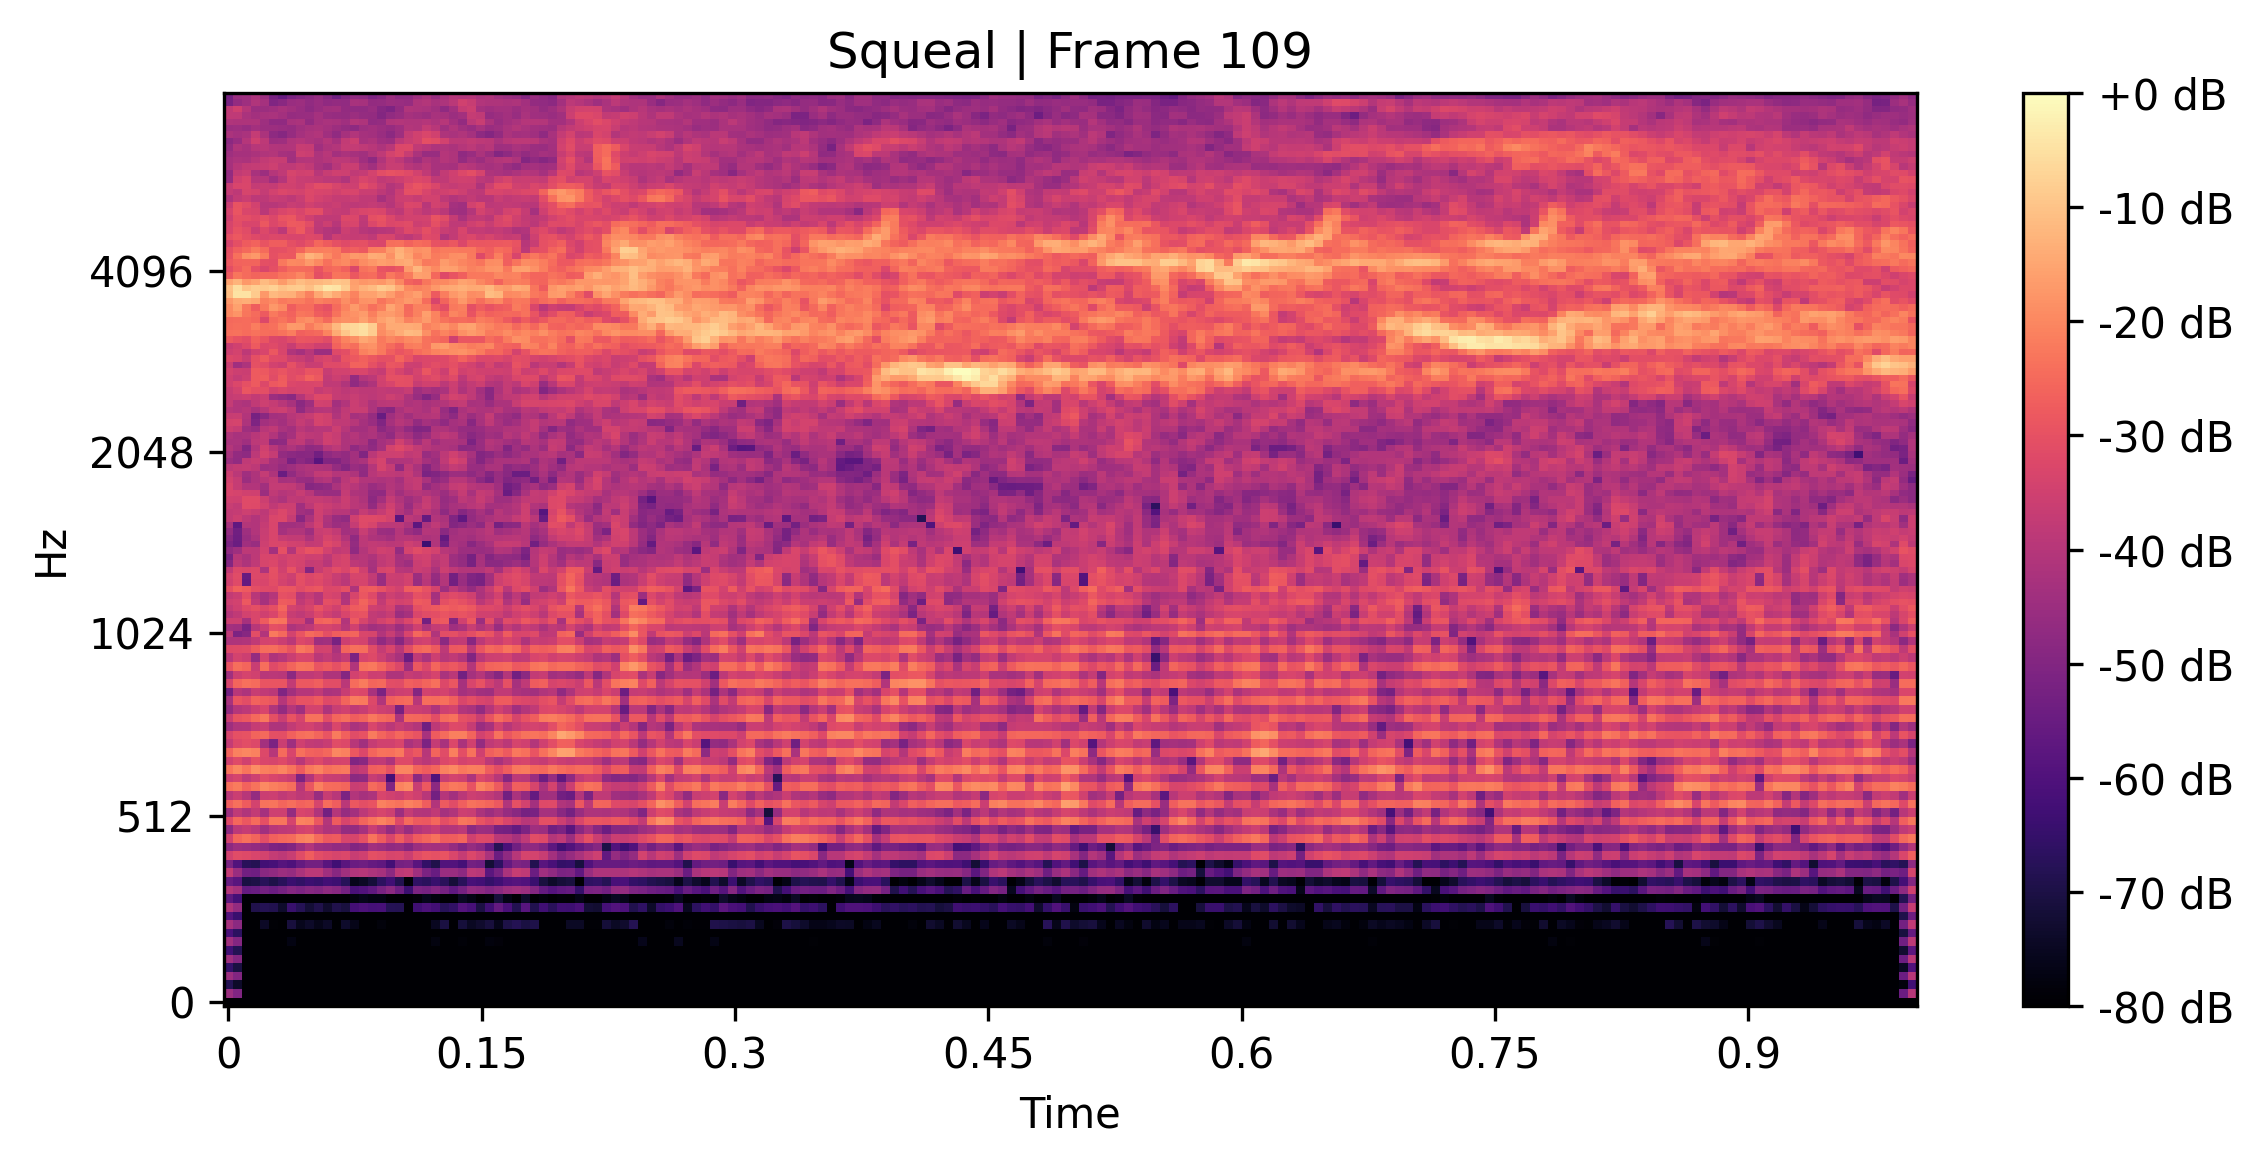 Squeal | Frame 109
+0 dB
-10 dB
-20 dB
-30 dB
-40 dB
-50 dB
-60 dB
-70 dB
-80 dB
Hz
4096
2048
1024
512
0
0 0.15 0.3 0.45 0.6 0.75 0.9
Time